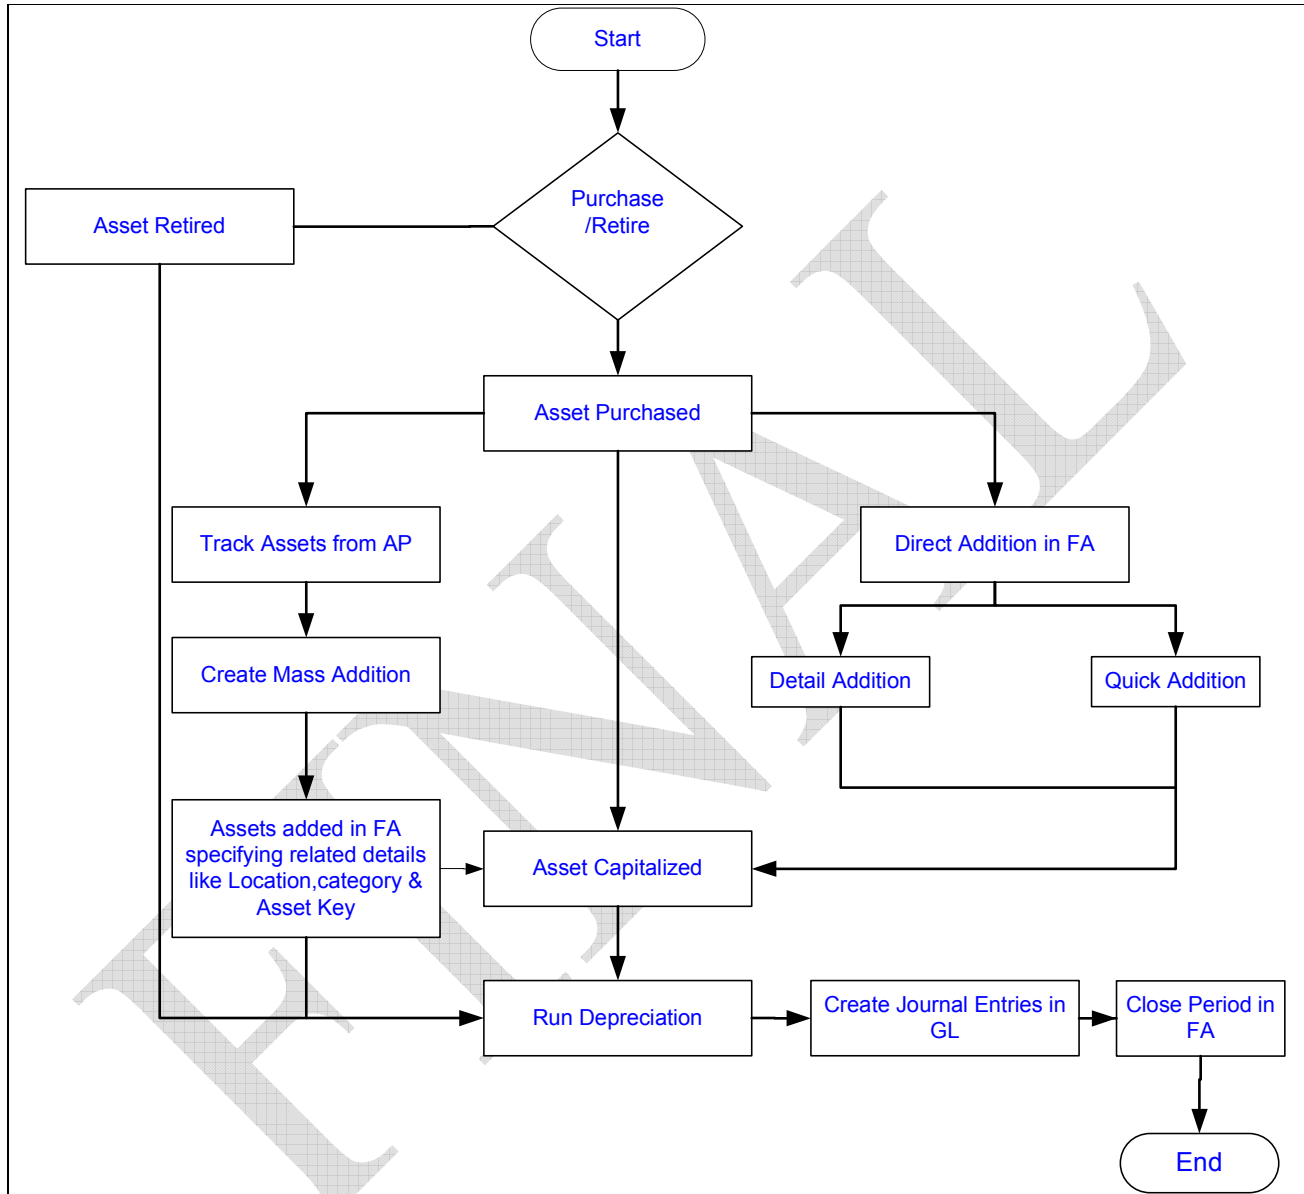 Start
Purchase
/Retire
Asset Retired
Asset Purchased
Track Assets from AP
Direct Addition in FA
Create Mass Addition
Detail Addition
Quick Addition
Assets added in FA
specifying related details
like Location,category &
Asset Key
Asset Capitalized
Run Depreciation
Create Journal Entries in
GL
Close Period in
FA
End
FINAL